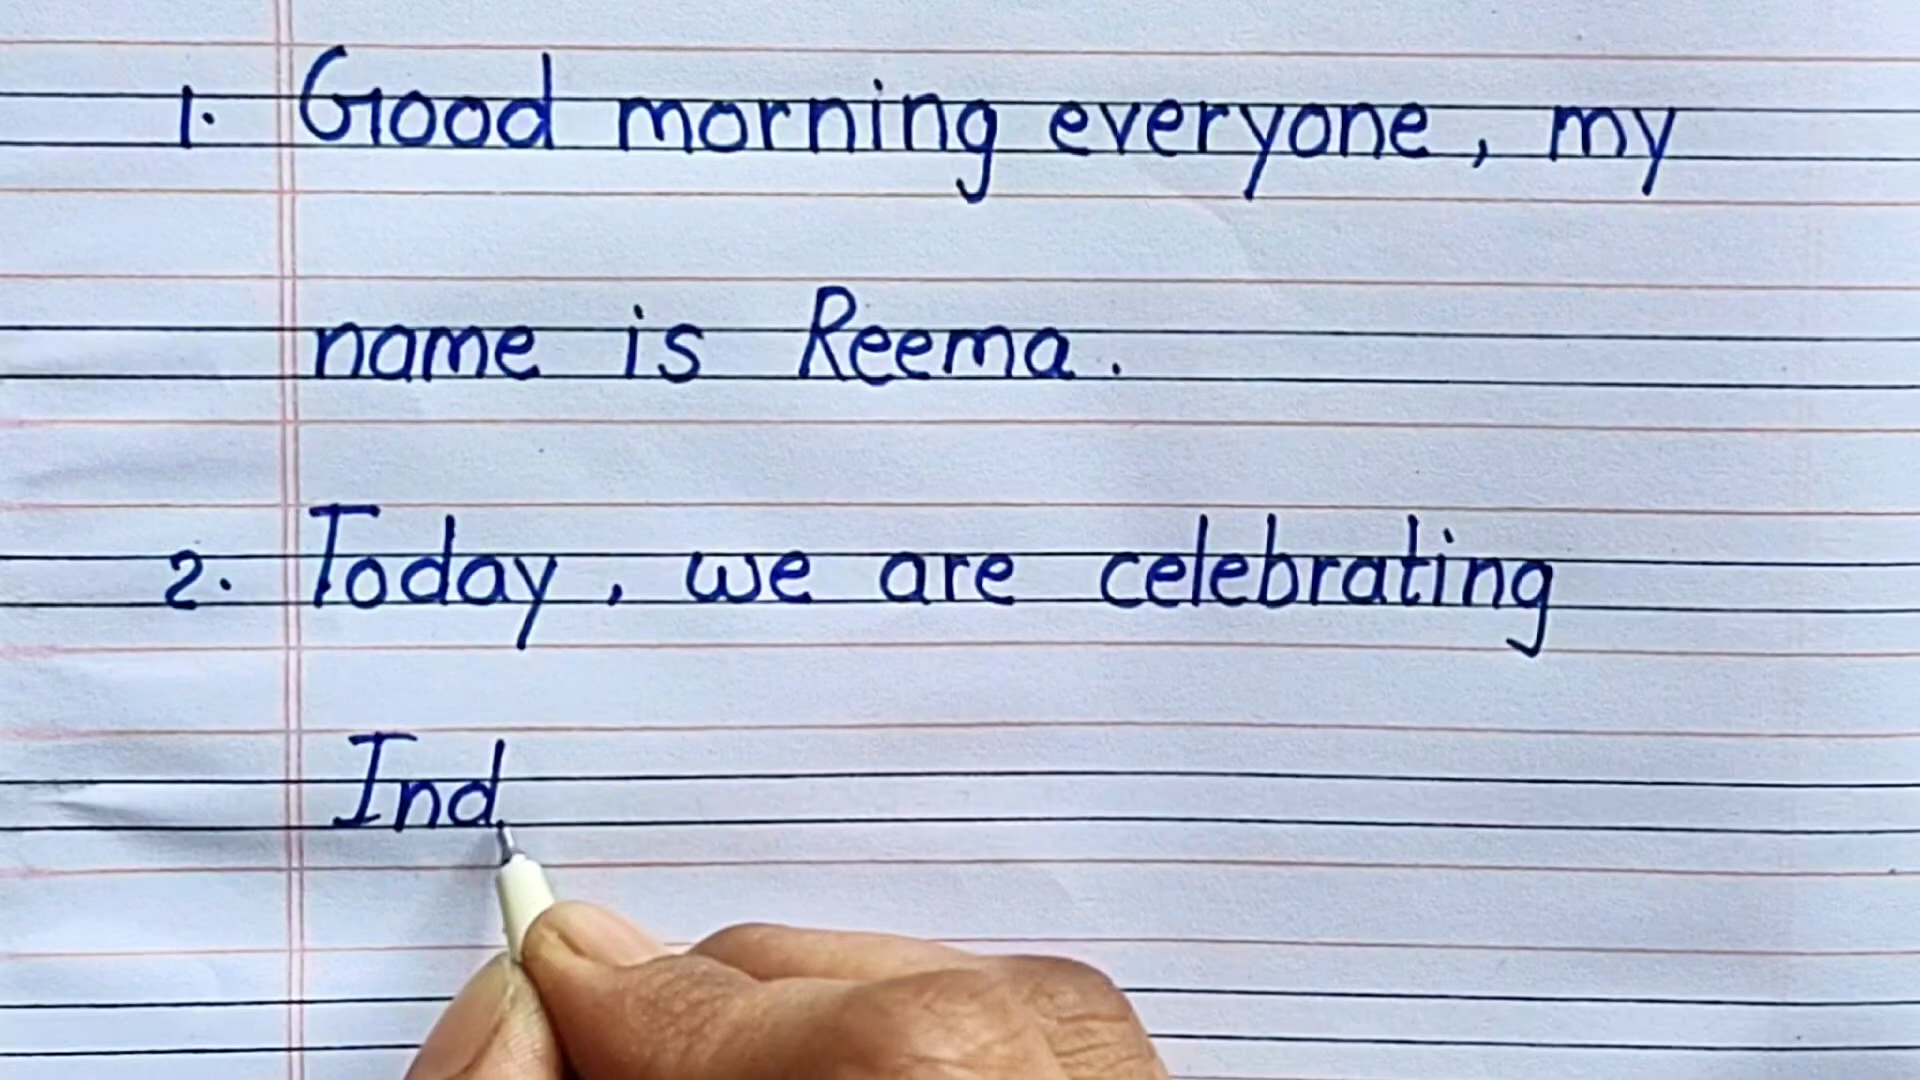 1. Good morning everyone, my
name is Reema.
2. Today, we are celebrating
Ind